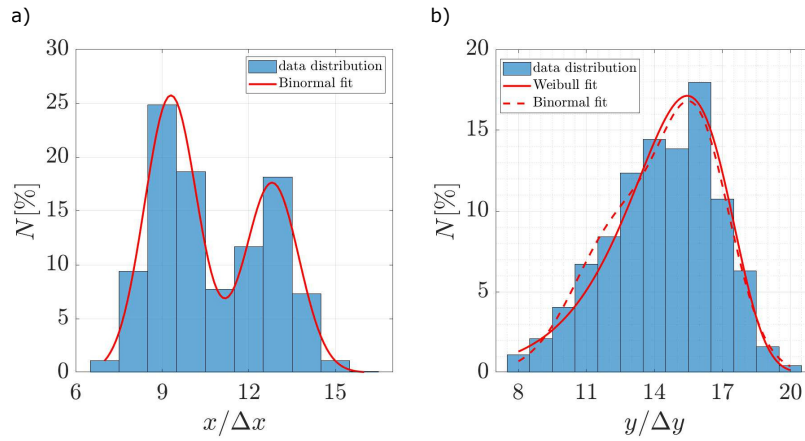 a)
b)
30
25
20
15
10
5
0
N[%]
6
9
12
15
x/Δx
data distribution
Binormal fit
20
15
10
5
0
N[%]
8
11
14
17
20
y/Δy
data distribution
Weibull fit
Binormal fit